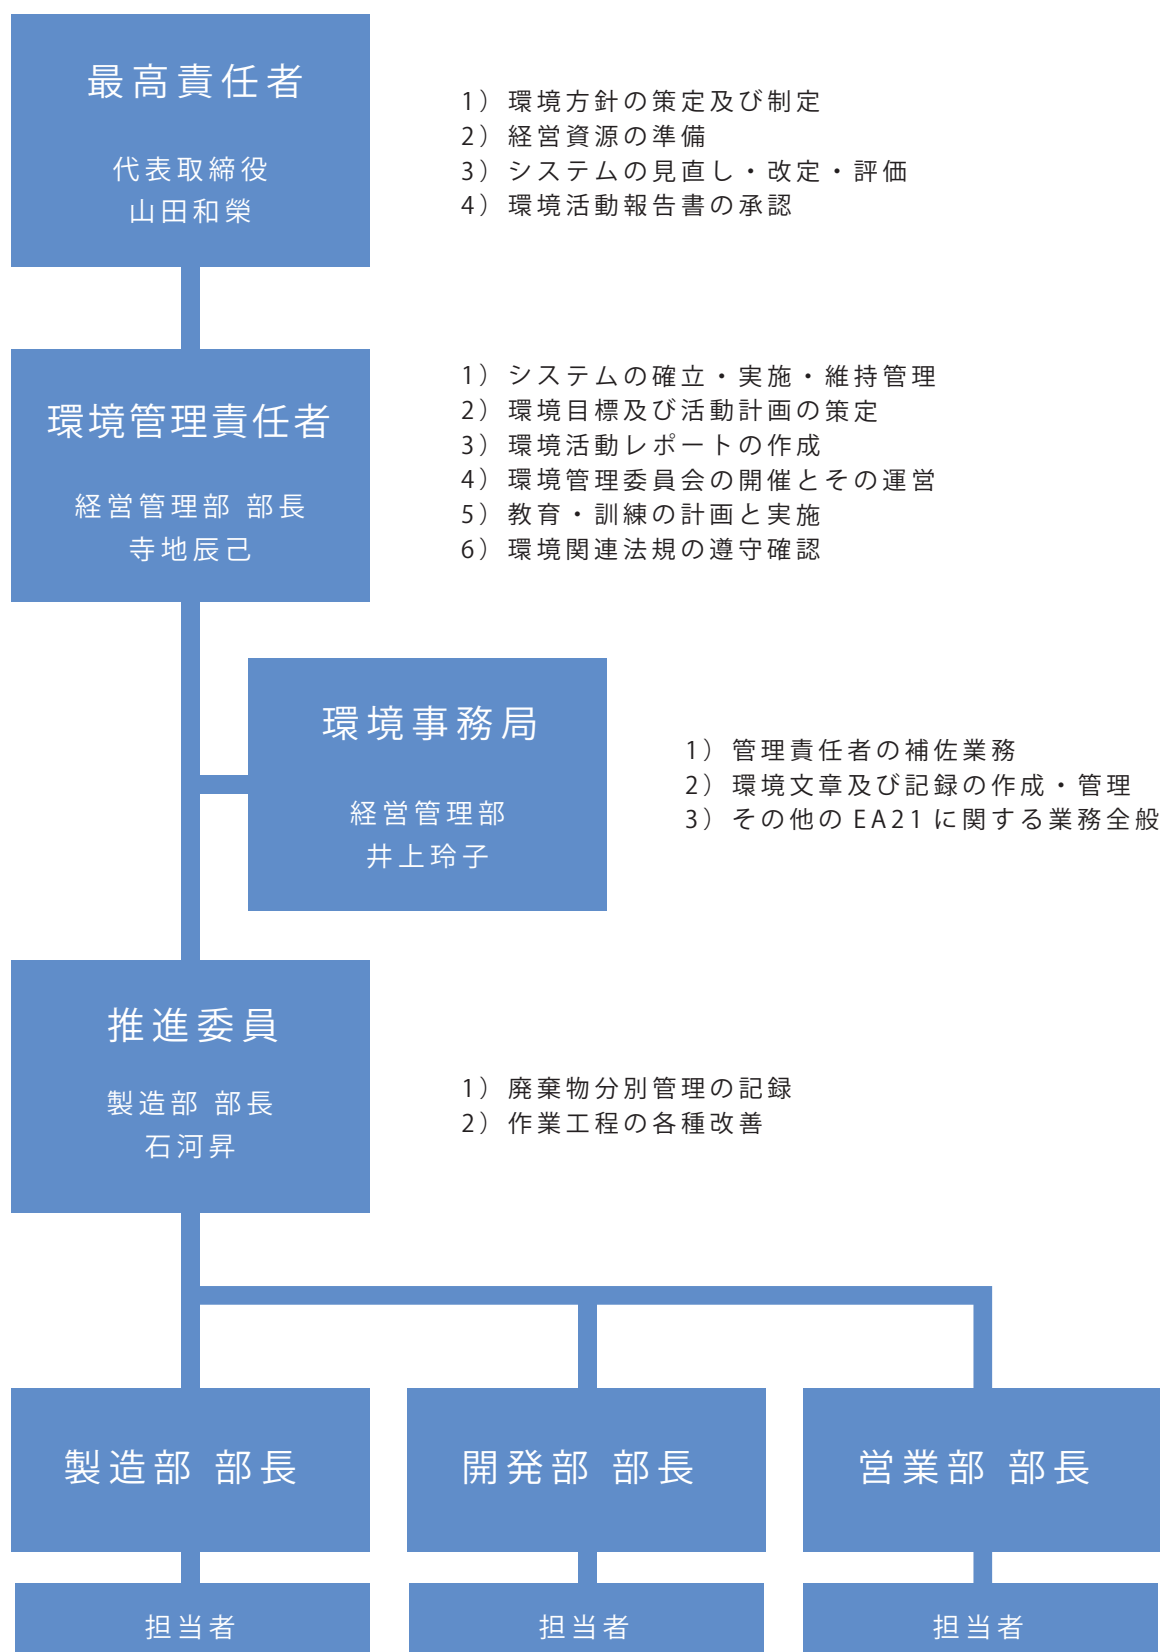 最高責任者
代表取締役
山田和榮
1）環境方針の策定及び制定
2）経営資源の準備
3）システムの見直し・改定・評価
4）環境活動報告書の承認
環境管理責任者
経営管理部 部長
寺地辰己
1）システムの確立・実施・維持管理
2）環境目標及び活動計画の策定
3）環境活動レポートの作成
4）環境管理委員会の開催とその運営
5）教育・訓練の計画と実施
6）環境関連法規の遵守確認
環境事務局
経営管理部
井上玲子
1）管理責任者の補佐業務
2）環境文章及び記録の作成・管理
3）その他の EA21 に関する業務全般
推進委員
製造部 部長
石河昇
1）廃棄物分別管理の記録
2）作業工程の各種改善
製造部 部長
開発部 部長
営業部 部長
担当者
担当者
担当者